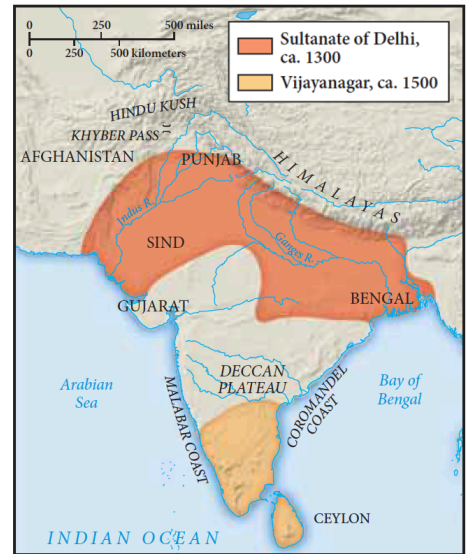 0 250 500 miles
0 250 500 kilometers
Sultanate of Delhi,
ca. 1300
Vijayanagar, ca. 1500
HINDU KUSH
KHYBER PASS
AFGHANISTAN
PUNJAB
HIMALAYAS
Indus R.
SIND
Ganges R.
GUJARAT
BENGAL
DECCAN
PLATEAU
Arabian
Sea
MALABAR COAST
COROMANDEL
COAST
Bay of
Bengal
CEYLON
INDIAN OCEAN